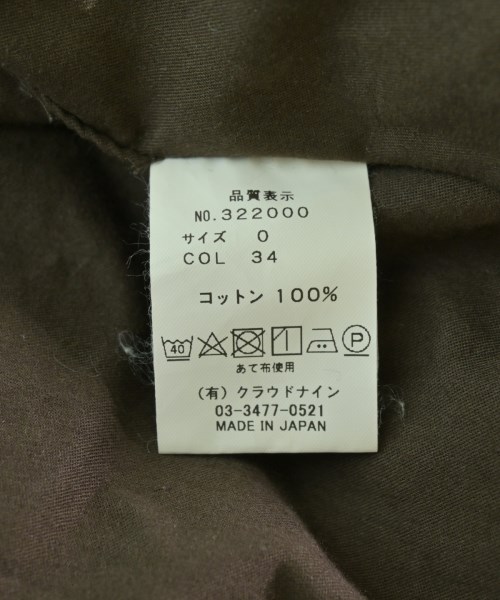 品質表示
NO.322000
サイズ 0
COL 34
コットン 100%
40 P
あて布使用
(有) クラウドナイン
03-3477-0521
MADE IN JAPAN